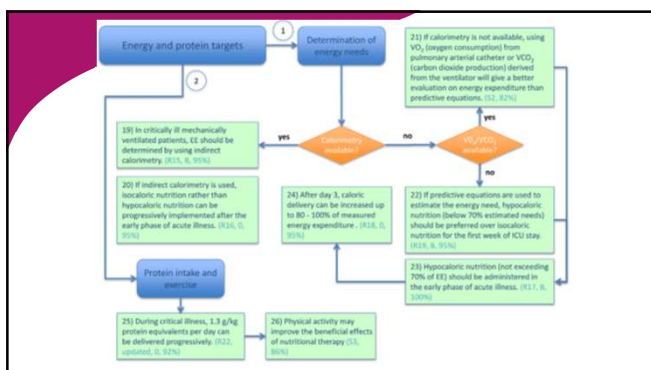 Energy and protein targets
1
Determination of
energy needs
2
21) If calorimetry is not available, using
VO₂ (oxygen consumption) from
pulmonary arterial catheter or VCO₂
(carbon dioxide production) derived
from the ventilator will give a better
evaluation on energy expenditure than
predictive equations. (S2, 82%)
19) In critically ill mechanically
ventilated patients, EE should be
determined by using indirect
calorimetry. (R15, B, 95%)
yes
Calorimetry
available?
no
VO₂/VCO₂
available?
yes
no
20) If indirect calorimetry is used,
isocaloric nutrition rather than
hypocaloric nutrition can be
progressively implemented after the
early phase of acute illness. (R16, 0,
95%)
24) After day 3, caloric
delivery can be increased up
to 80 - 100% of measured
energy expenditure . (R18, 0,
95%)
22) If predictive equations are used to
estimate the energy need, hypocaloric
nutrition (below 70% estimated needs)
should be preferred over isocaloric
nutrition for the first week of ICU stay.
(R19, B, 95%)
23) Hypocaloric nutrition (not exceeding
70% of EE) should be administered in
the early phase of acute illness. (R17, B,
100%)
Protein intake and
exercise
25) During critical illness, 1.3 g/kg
protein equivalents per day can
be delivered progressively. (R22,
updated, 0, 92%)
26) Physical activity may
improve the beneficial effects
of nutritional therapy (S3,
86%)